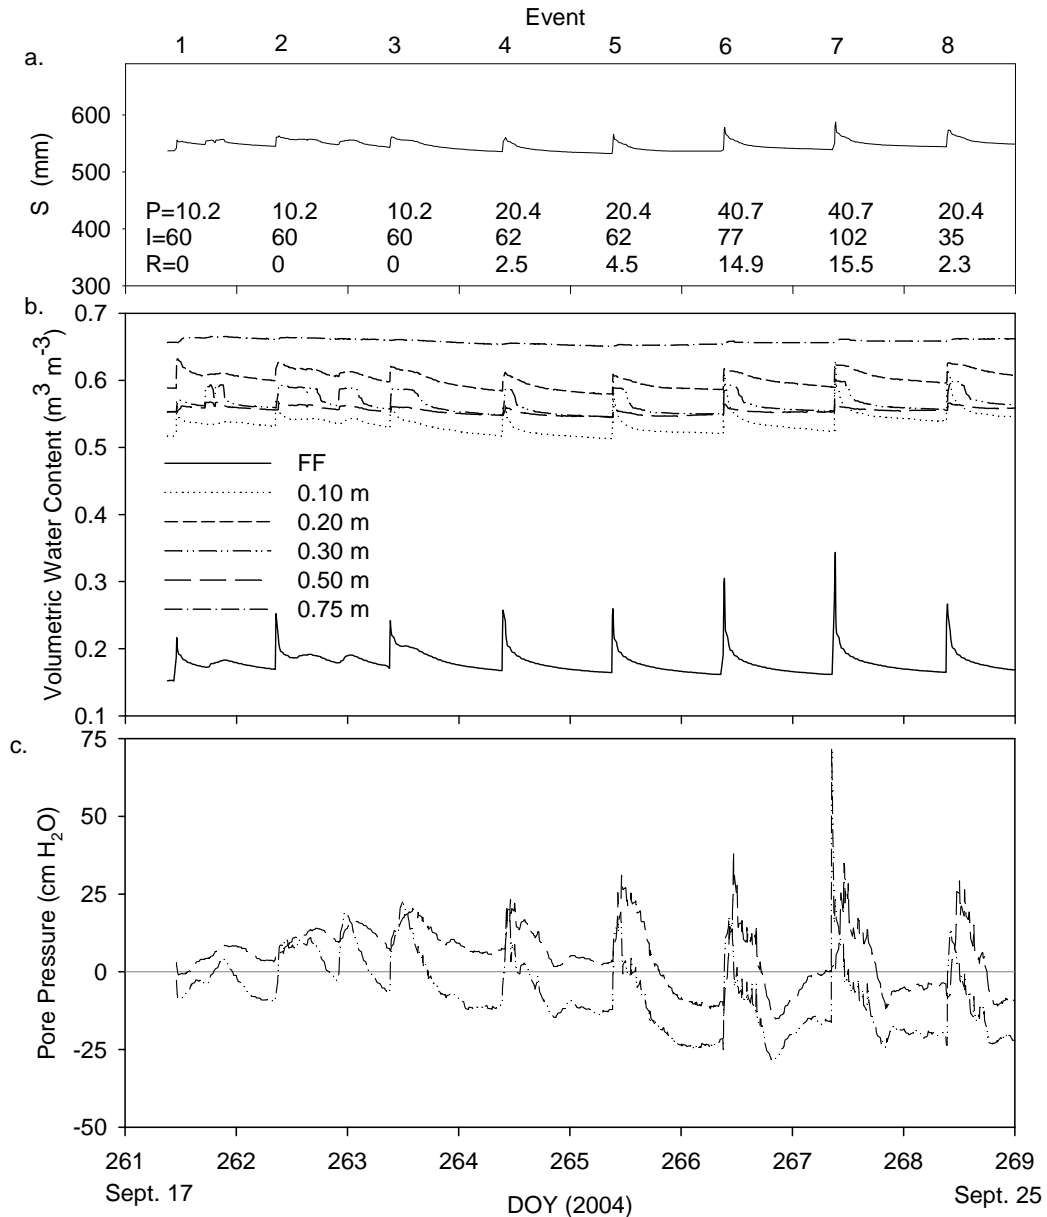 Event
1 2 3 4 5 6 7 8
a.
600
500
400
300
S (mm)
P=10.2 10.2 10.2 20.4 20.4 40.7 40.7 20.4
I=60 60 60 62 62 77 102 35
R=0 0 0 2.5 4.5 14.9 15.5 2.3
b.
0.7
0.6
0.5
0.4
0.3
0.2
0.1
Volumetric Water Content (m³ m⁻³)
FF
0.10 m
0.20 m
0.30 m
0.50 m
0.75 m
c.
75
50
25
0
-25
-50
Pore Pressure (cm H₂O)
261 262 263 264 265 266 267 268 269
Sept. 17 Sept. 25
DOY (2004)